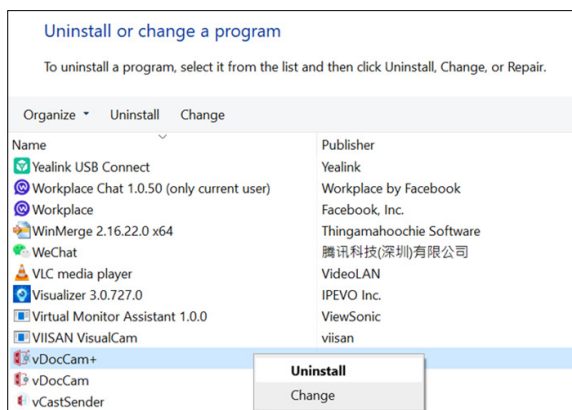 Uninstall or change a program
To uninstall a program, select it from the list and then click Uninstall, Change, or Repair.
Organize Uninstall Change
Name Publisher
Yealink USB Connect Yealink
Workplace Chat 1.0.50 (only current user) Workplace by Facebook
Workplace Facebook, Inc.
WinMerge 2.16.22.0 x64 Thingamahoochie Software
WeChat 腾讯科技(深圳)有限公司
VLC media player VideoLAN
Visualizer 3.0.727.0 IPEVO Inc.
Virtual Monitor Assistant 1.0.0 ViewSonic
VIISAN VisualCam viisan
vDocCam+
Uninstall
vDocCam
Change
vCastSender